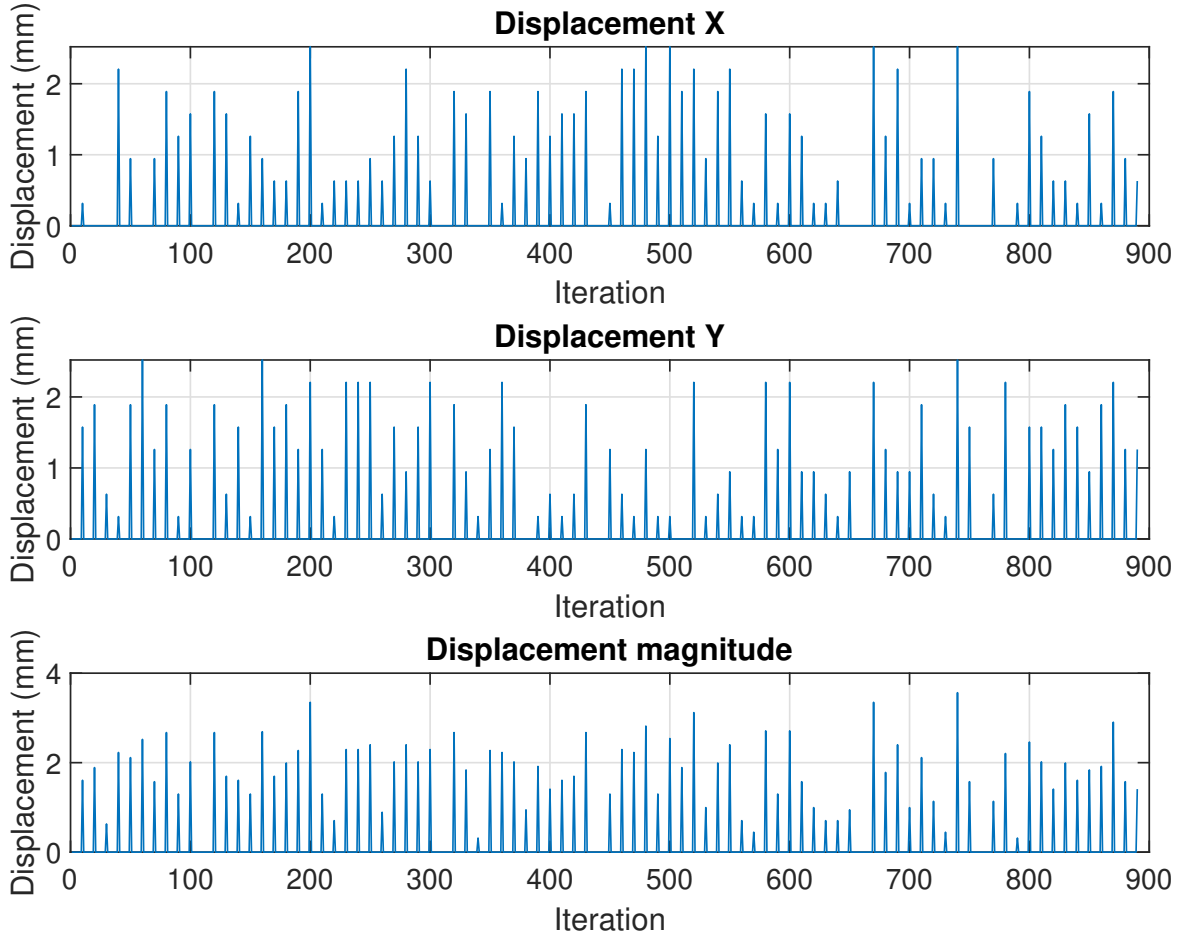 Displacement X
Displacement (mm)
0
1
2
0 100 200 300 400 500 600 700 800 900
Iteration
Displacement Y
Displacement (mm)
0
1
2
0 100 200 300 400 500 600 700 800 900
Iteration
Displacement magnitude
Displacement (mm)
0
2
4
0 100 200 300 400 500 600 700 800 900
Iteration